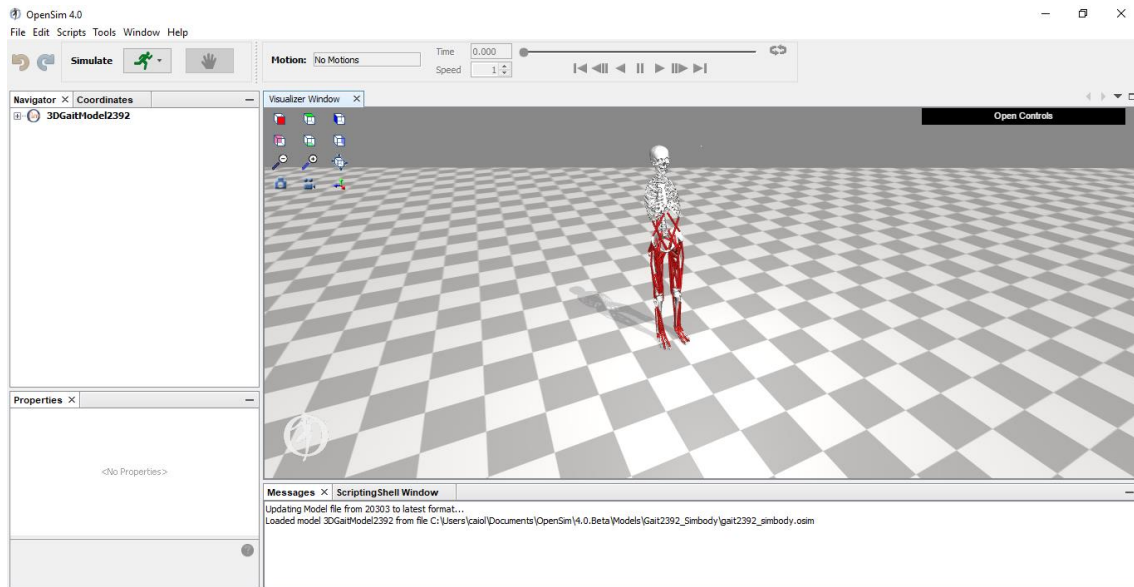 OpenSim 4.0
File Edit Scripts Tools Window Help
Simulate
Motion: No Motions
Time 0.000
Speed 1
Navigator Coordinates
3DGaitModel2392
Visualizer Window
Open Controls
Properties
<No Properties>
Messages ScriptingShell Window
Updating Model file from 20303 to latest format...
Loaded model 3DGaitModel2392 from file C:\Users\caiol\Documents\OpenSim\4.0.Beta\Models\Gait2392_Simbody\gait2392_simbody.osim